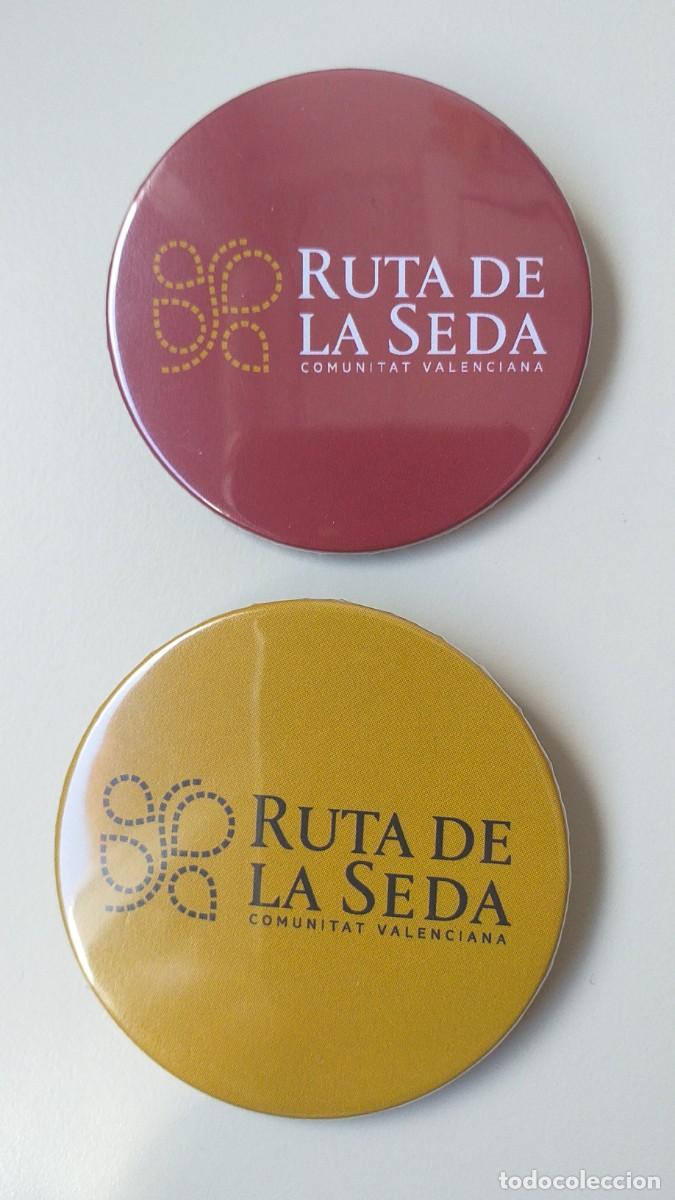 RUTA DE
LA SEDA
COMUNITAT VALENCIANA
RUTA DE
LA SEDA
COMUNITAT VALENCIANA
todocoleccion